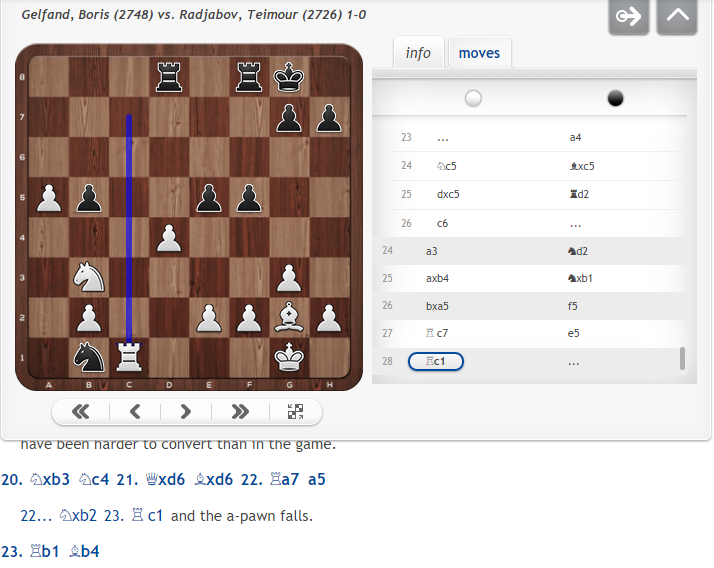 Gelfand, Boris (2748) vs. Radjabov, Teimour (2726) 1-0
info moves
8
7
6
5
4
3
2
1
A B C D E F G H
23 ... a4
24 ♘c5 ♝xc5
25 dxc5 ♜d2
26 c6 ...
24 a3 ♞d2
25 axb4 ♞xb1
26 bxa5 f5
27 ♖c7 e5
28 ♖c1 ...
have been harder to convert than in the game.
20. ♘xb3 ♘c4 21. ♕xd6 ♗xd6 22. ♖a7 a5
22... ♘xb2 23. ♖c1 and the a-pawn falls.
23. ♖b1 ♗b4